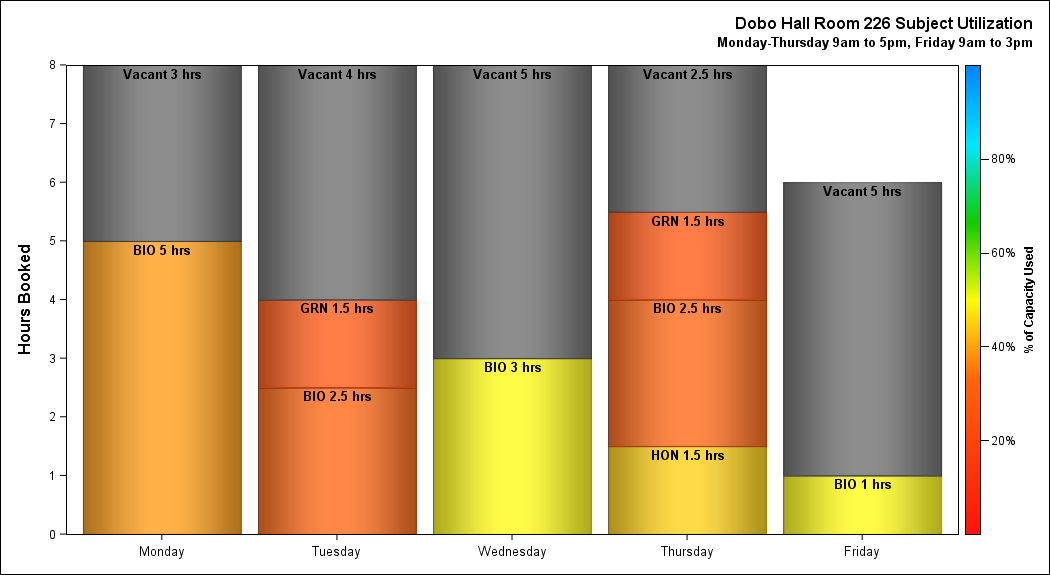 Dobo Hall Room 226 Subject Utilization
Monday-Thursday 9am to 5pm, Friday 9am to 3pm
Hours Booked
8
7
6
5
4
3
2
1
0
Vacant 3 hrs
BIO 5 hrs
Vacant 4 hrs
GRN 1.5 hrs
BIO 2.5 hrs
Vacant 5 hrs
BIO 3 hrs
Vacant 2.5 hrs
GRN 1.5 hrs
BIO 2.5 hrs
HON 1.5 hrs
Vacant 5 hrs
BIO 1 hrs
Monday
Tuesday
Wednesday
Thursday
Friday
80%
60%
40%
20%
% of Capacity Used